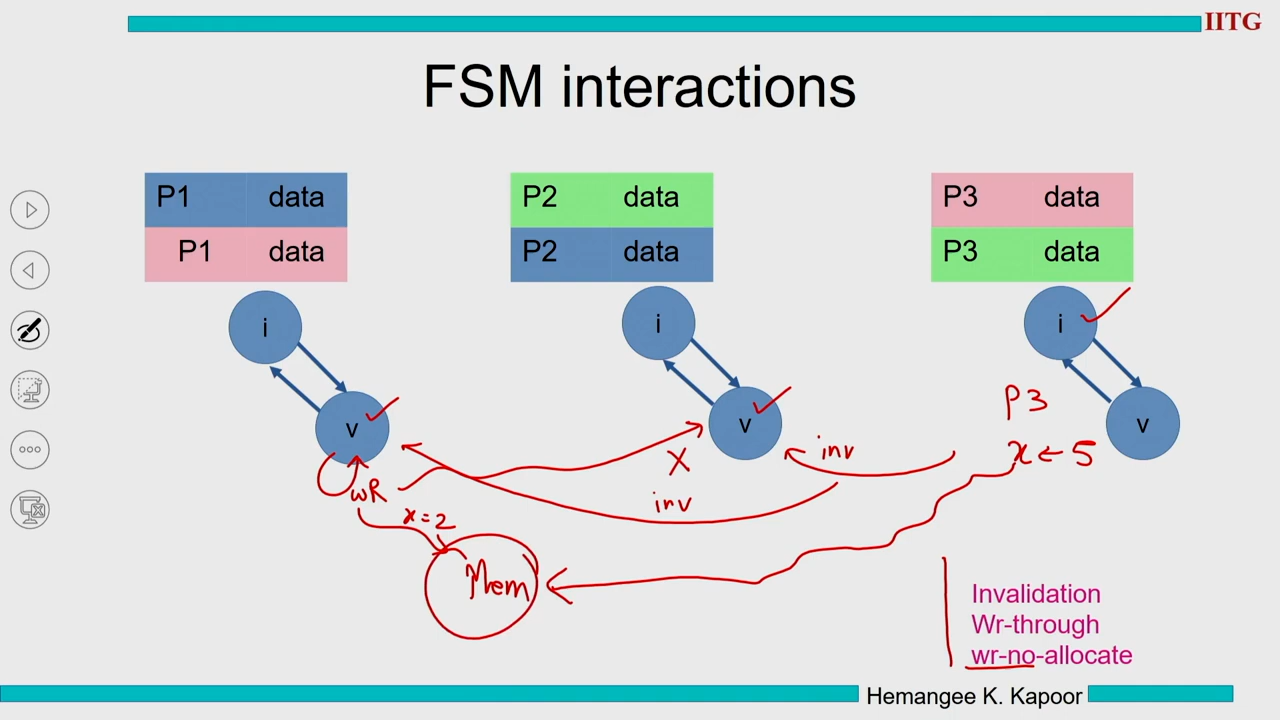 IITG
FSM interactions
P1 data
P1 data
P2 data
P2 data
P3 data
P3 data
i
i
i
v
v
v
P3
x ← 5
inv
inv
X
wR
x = 2
Mem
Invalidation
Wr-through
wr-no-allocate
Hemangee K. Kapoor